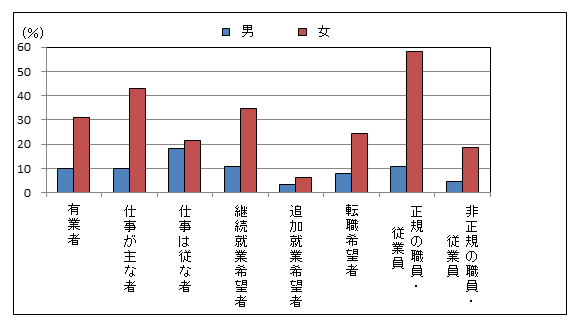 (%)
男 女
60
50
40
30
20
10
0
有業者
仕事が主な者
仕事は従な者
継続就業希望者
追加就業希望者
転職希望者
正規の職員・
従業員
非正規の職員・
従業員